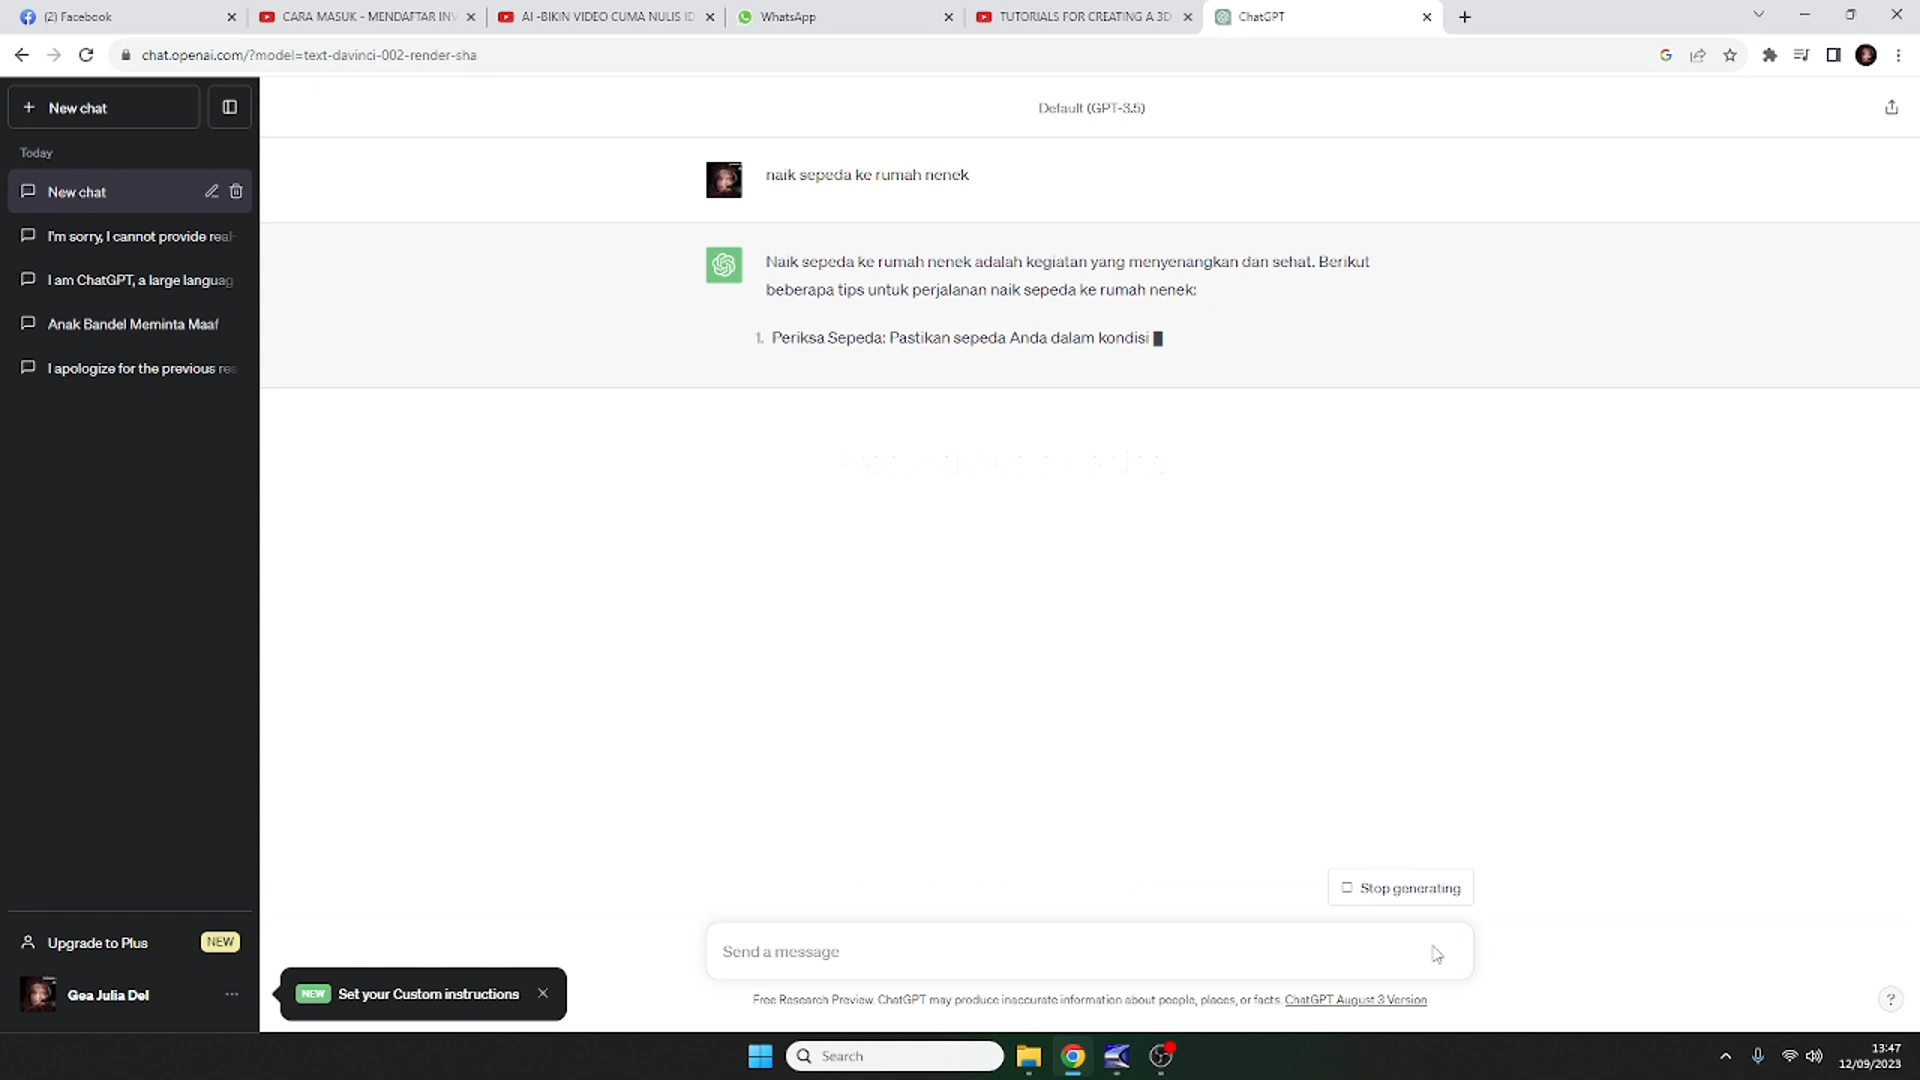 (2) Facebook
CARA MASUK - MENDAFTAR INV
AI -BIKIN VIDEO CUMA NULIS ID
WhatsApp
TUTORIALS FOR CREATING A 3D
ChatGPT
chat.openai.com/?model=text-davinci-002-render-sha
New chat
Default (GPT-3.5)
Today
New chat
I'm sorry, I cannot provide real
I am ChatGPT, a large languag
Anak Bandel Meminta Maaf
I apologize for the previous res
naik sepeda ke rumah nenek
Naik sepeda ke rumah nenek adalah kegiatan yang menyenangkan dan sehat. Berikut
beberapa tips untuk perjalanan naik sepeda ke rumah nenek:
1. Periksa Sepeda: Pastikan sepeda Anda dalam kondisi
Stop generating
Send a message
Free Research Preview. ChatGPT may produce inaccurate information about people, places, or facts. ChatGPT August 3 Version
Upgrade to Plus NEW
Gea Julia Del
NEW Set your Custom instructions
?
Search
13:47
12/09/2023